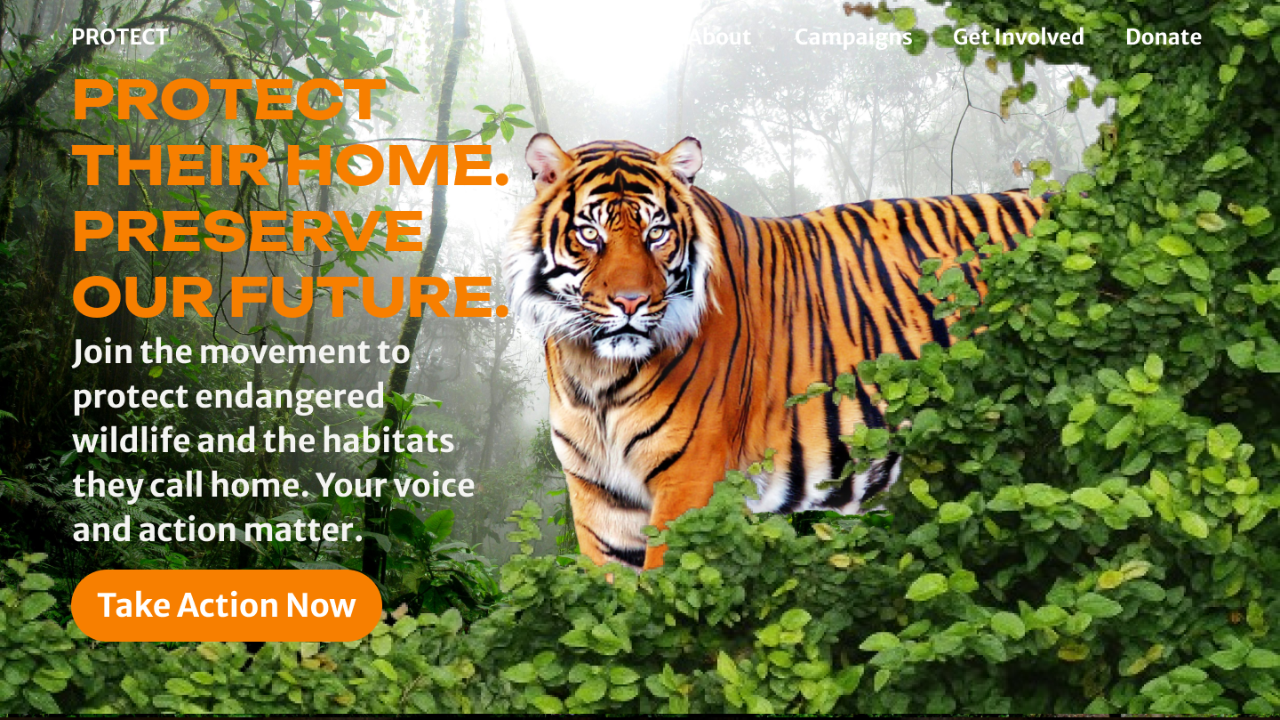 PROTECT
About
Campaigns
Get Involved
Donate
PROTECT
THEIR HOME.
PRESERVE
OUR FUTURE.
Join the movement to
protect endangered
wildlife and the habitats
they call home. Your voice
and action matter.
Take Action Now